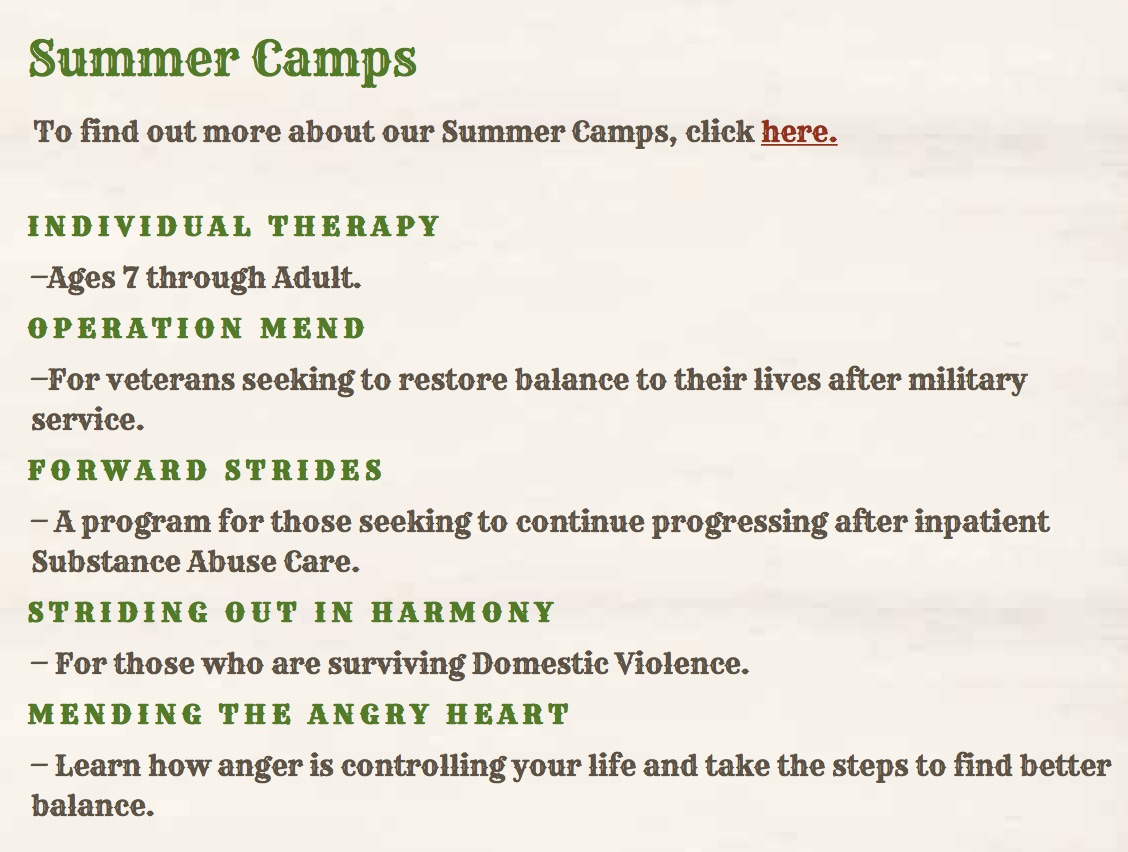 Summer Camps
To find out more about our Summer Camps, click here.
INDIVIDUAL THERAPY
–Ages 7 through Adult.
OPERATION MEND
–For veterans seeking to restore balance to their lives after military
service.
FORWARD STRIDES
– A program for those seeking to continue progressing after inpatient
Substance Abuse Care.
STRIDING OUT IN HARMONY
– For those who are surviving Domestic Violence.
MENDING THE ANGRY HEART
– Learn how anger is controlling your life and take the steps to find better
balance.